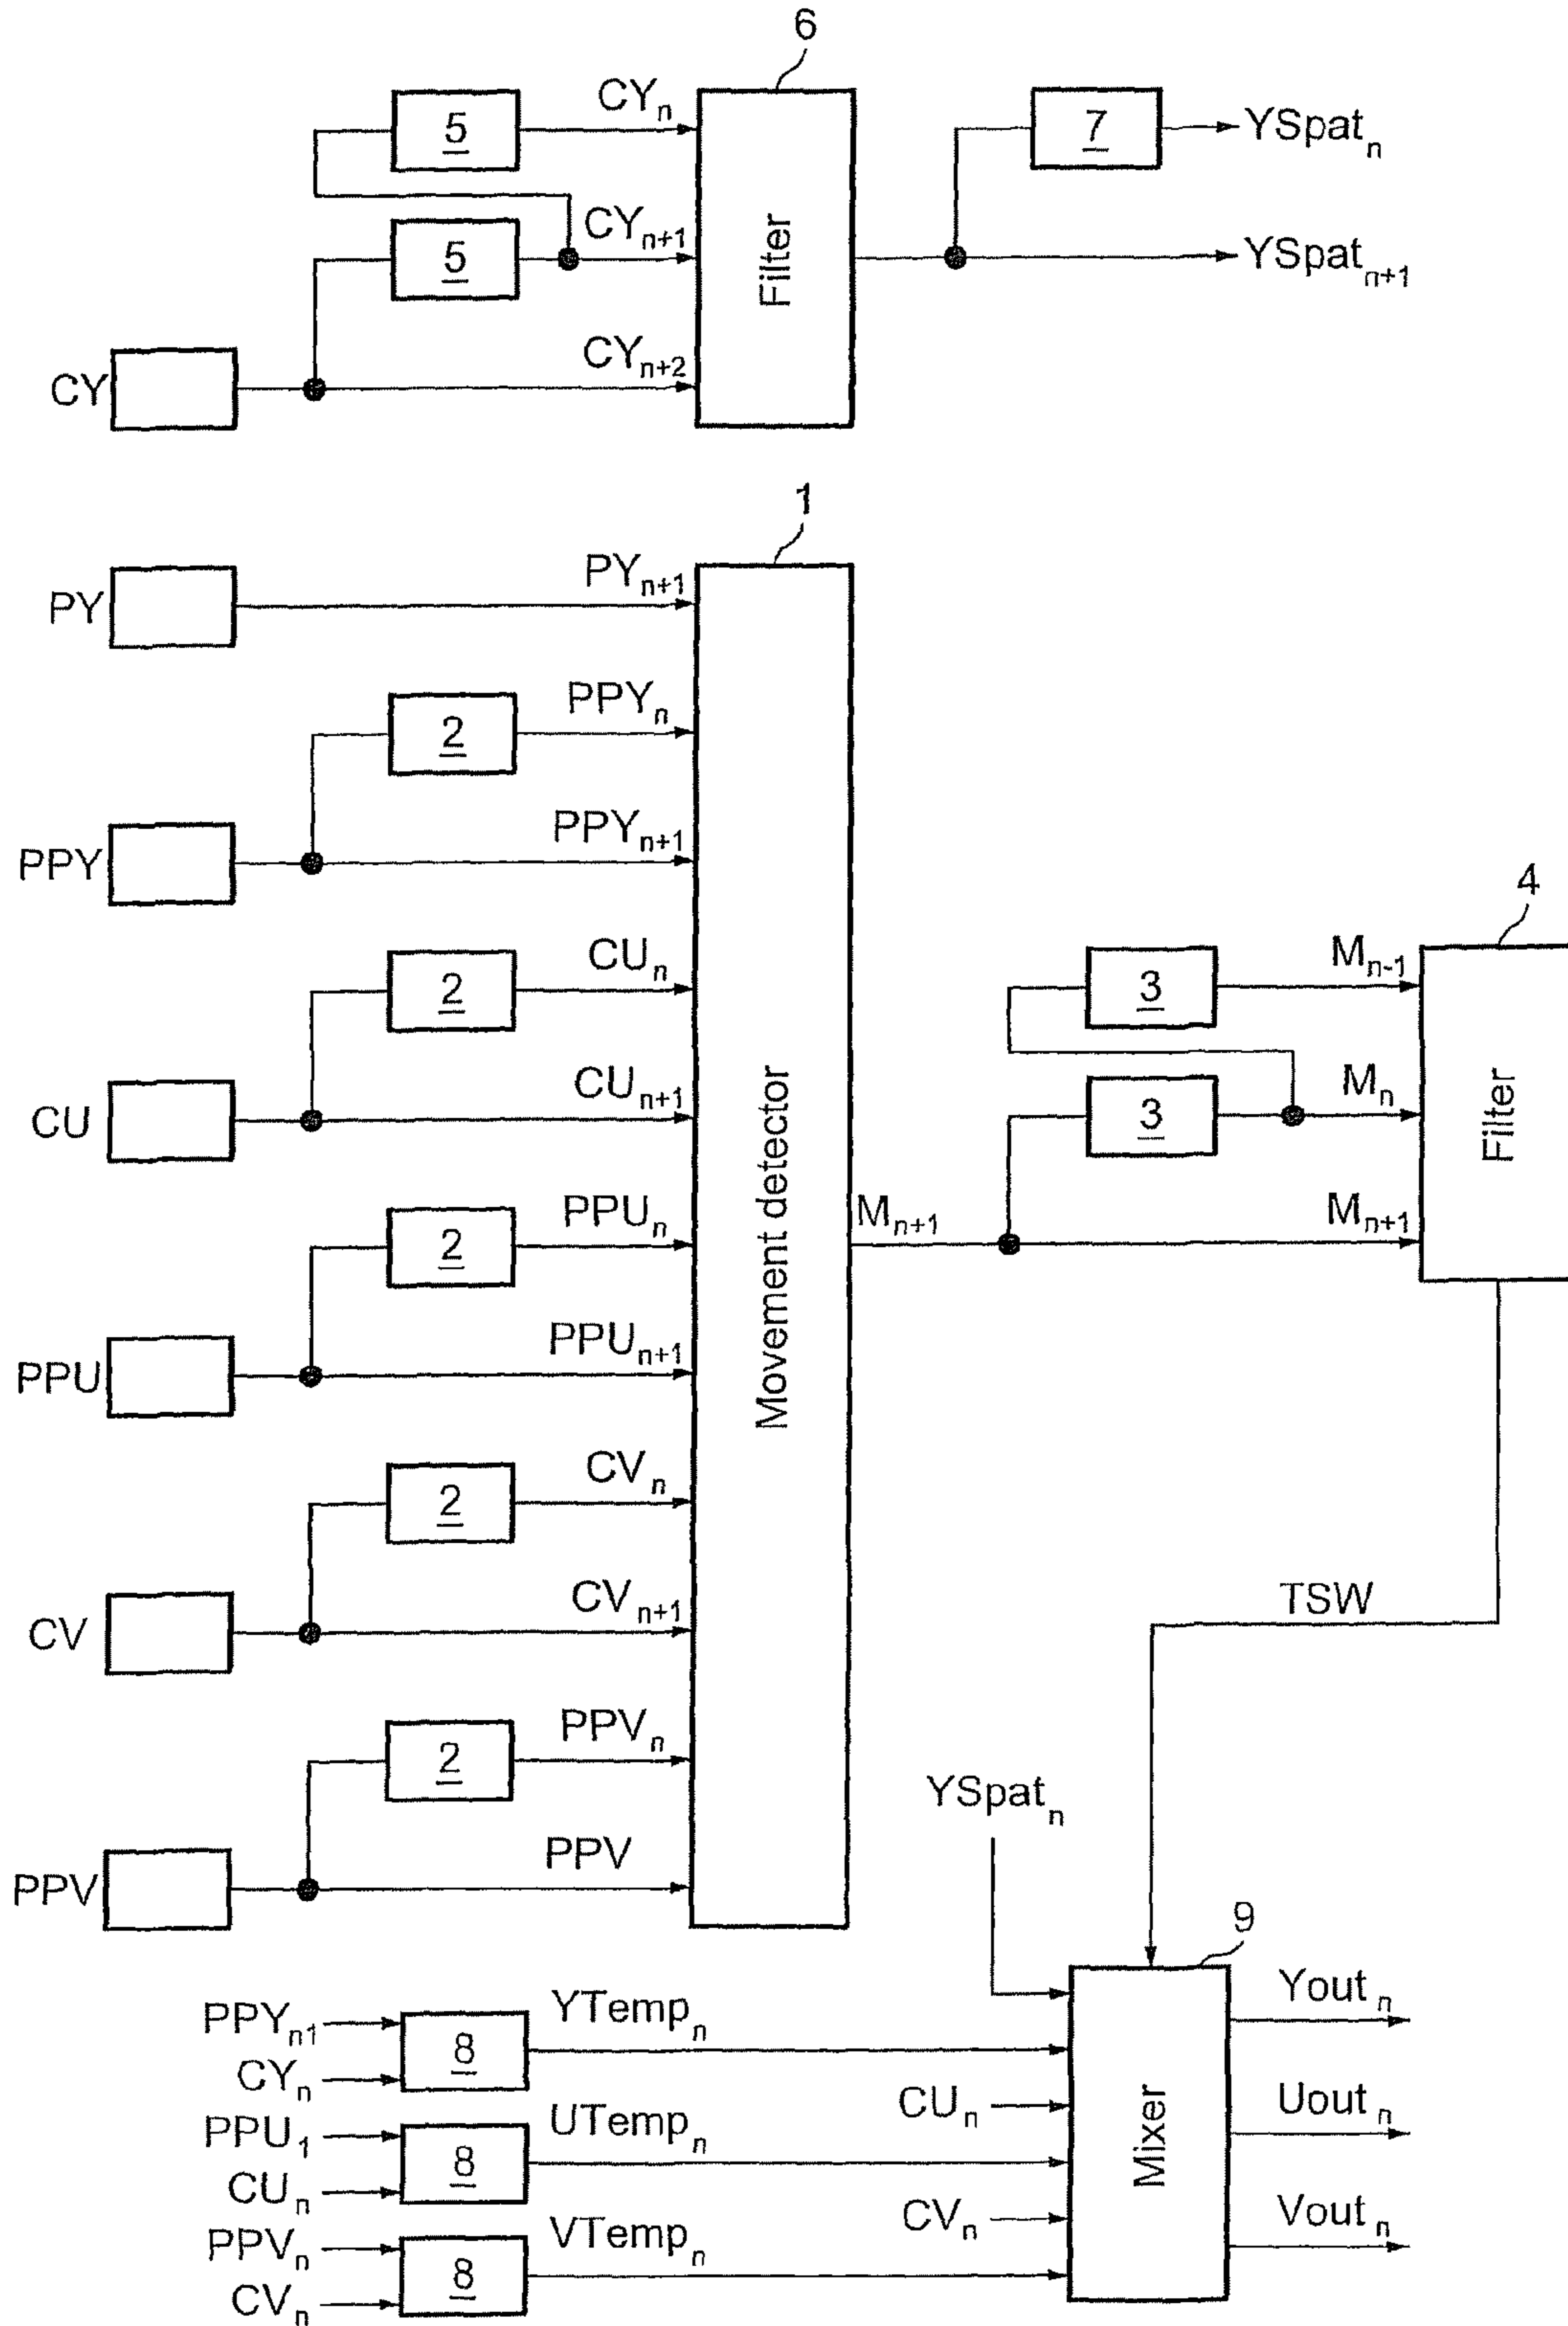 6
CYn
5
7
YSpatn
CYn+1
5
Filter
YSpatn+1
CYn+2
CY
1
PYn+1
PY
PPYn
2
PPYn+1
PPY
4
CUn
2
Mn-1
3
CUn+1
Mn
CU
3
Filter
Movement detector
PPUn
2
Mn+1
Mn+1
PPUn+1
PPU
CVn
2
CVn+1
TSW
CV
PPVn
2
YSpatn
PPV
PPV
9
PPYn1
YTempn
Youtn
8
CYn
CUn
PPU1
UTempn
Uoutn
8
Mixer
CUn
CVn
PPVn
VTempn
Voutn
8
CVn